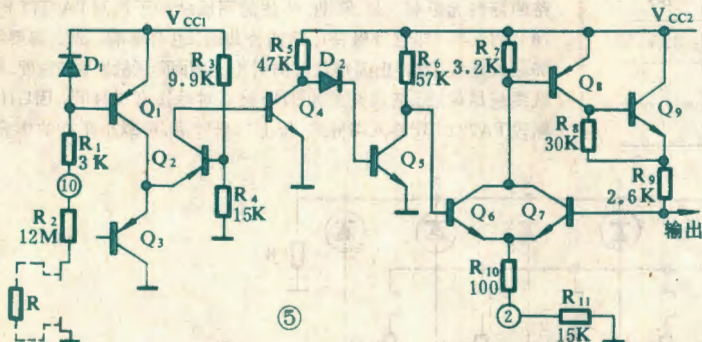 VCC1
VCC2
D1
R3
9.9K
R5
47K
D2
R6
57K
R7
3.2K
Q8
Q1
Q4
Q9
R1
3K
Q2
R8
30K
Q5
⑩
R4
15K
R9
2.6K
R2
12M
Q3
Q6
Q7
输出
R10
100
R
⑤
②
R11
15K